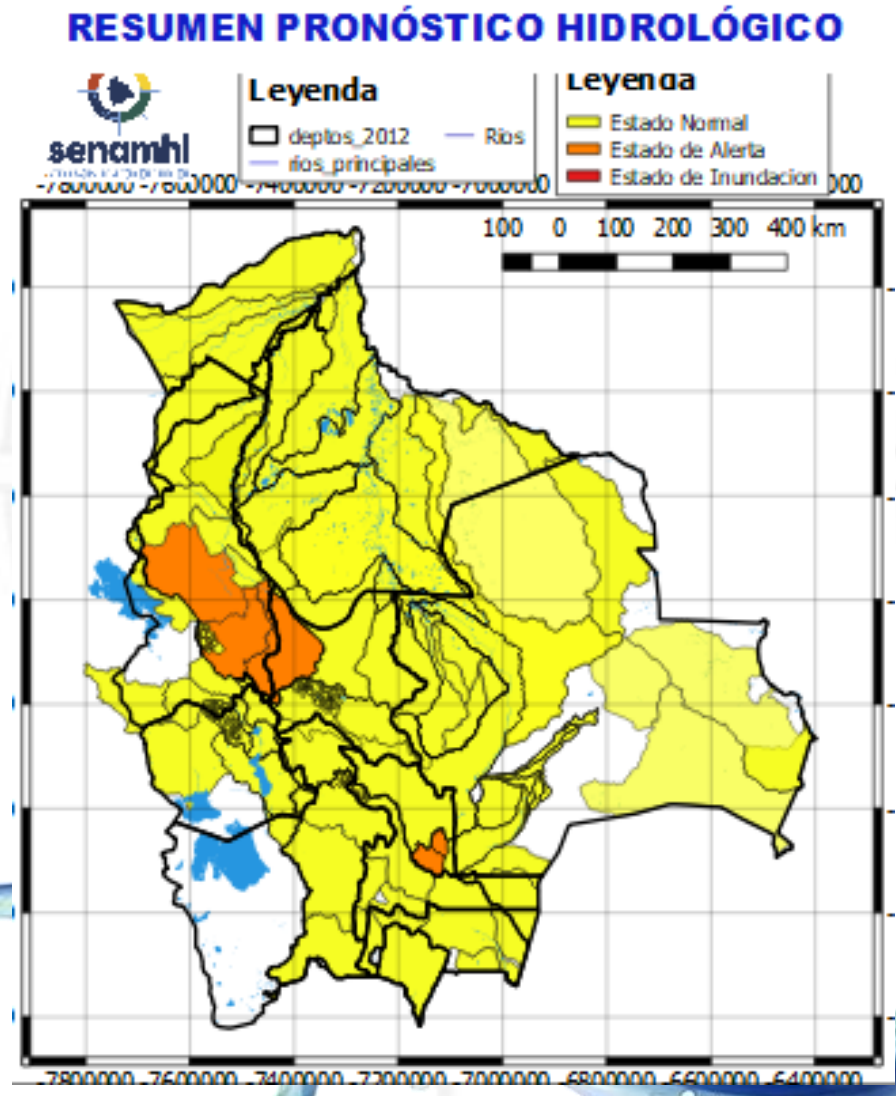 RESUMEN PRONÓSTICO HIDROLÓGICO
senamhi
Leyenda
deptos_2012
Rios
rios_principales
Leyenda
Estado Normal
Estado de Alerta
Estado de Inundacion
-7800000 -7600000 -7400000 -7200000 -7000000
100 0 100 200 300 400 km
-7800000 -7600000 -7400000 -7200000 -7000000 -6800000 -6600000 -6400000